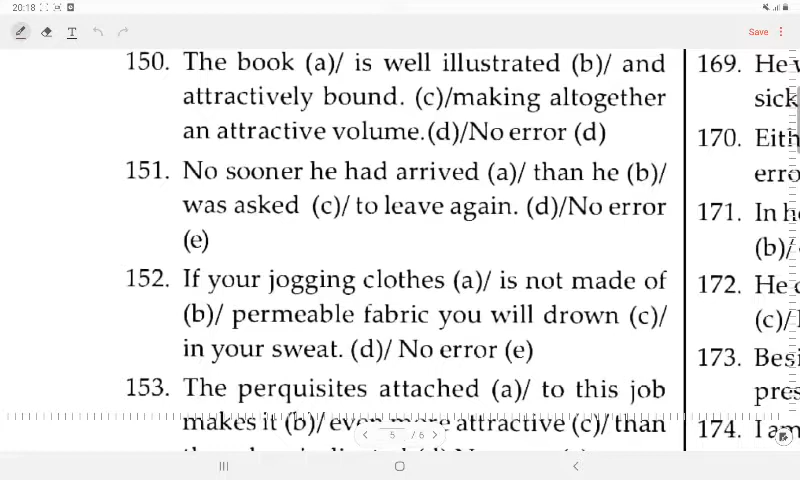 20:18
Save
150. The book (a)/ is well illustrated (b)/ and
attractively bound. (c)/making altogether
an attractive volume.(d)/No error (d)
151. No sooner he had arrived (a)/ than he (b)/
was asked (c)/ to leave again. (d)/No error
(e)
152. If your jogging clothes (a)/ is not made of
(b)/ permeable fabric you will drown (c)/
in your sweat. (d)/ No error (e)
153. The perquisites attached (a)/ to this job
makes it (b)/ even more attractive (c)/ than
5 / 6
169. He
sick
170.
erro
171. In
(b)/
172. He
(c)/
173. Besi
pres
174. I am